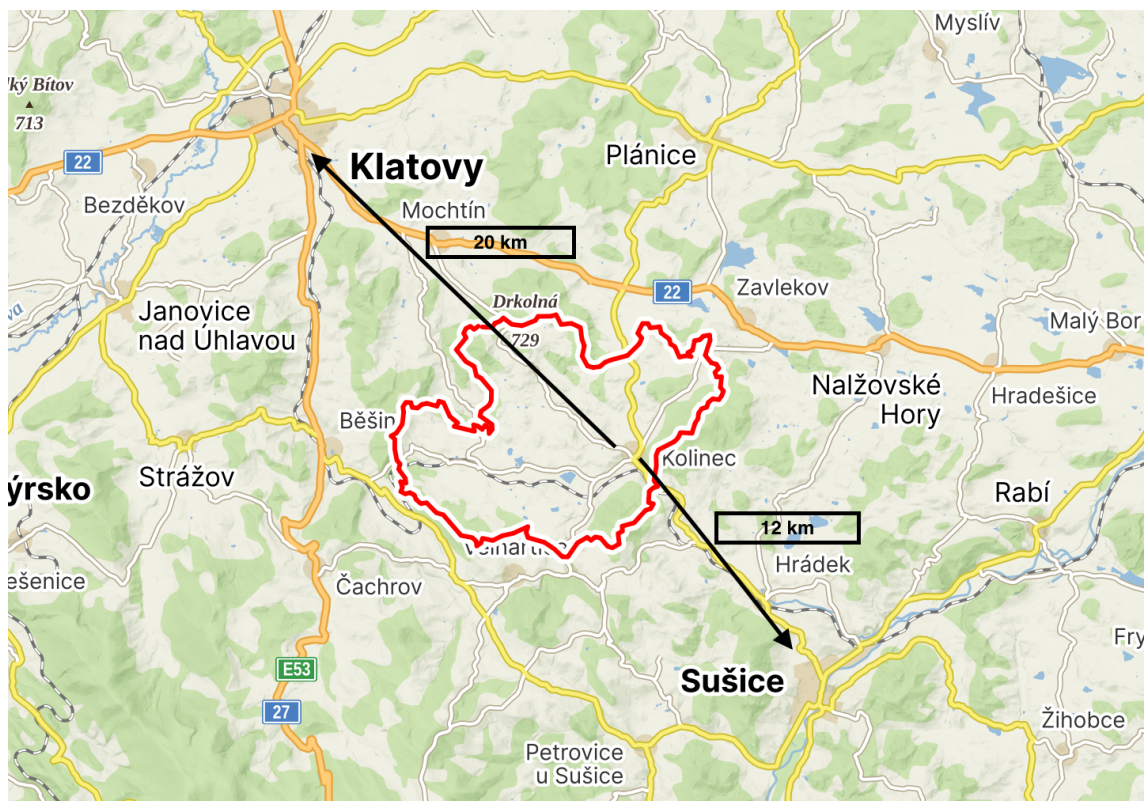 Myslív
lký Bítov
713
Klatovy
Plánice
22
Bezděkov
Mochtín
20 km
Zavlekov
Drkolná
22
729
Janovice
nad Úhlavou
Malý Bor
Nalžovské
Hory
Hradešice
Běšin
Kolinec
Strážov
ýrsko
Rabí
12 km
Hrádek
ešenice
Čachrov
Fry
E53
Sušice
27
Žihobce
Petrovice
u Sušice